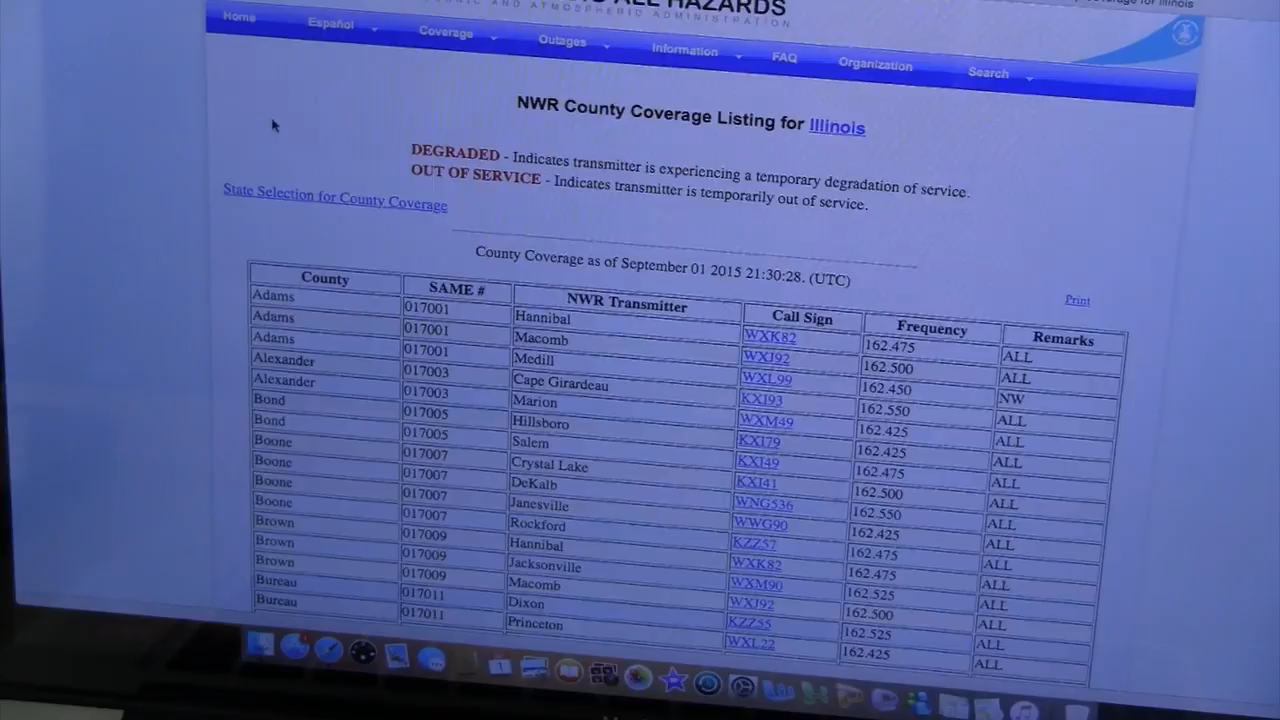 ALL HAZARDS
AND ATMOSPHERIC ADMINISTRATION
Home Español Coverage Outages Information FAQ Organization Search
NWR County Coverage Listing for Illinois
DEGRADED - Indicates transmitter is experiencing a temporary degradation of service.
OUT OF SERVICE - Indicates transmitter is temporarily out of service.
State Selection for County Coverage
County Coverage as of September 01 2015 21:30:28. (UTC)
Print
County SAME # NWR Transmitter Call Sign Frequency Remarks
Adams 017001 Hannibal WXK82 162.475 ALL
Adams 017001 Macomb WXJ92 162.500 ALL
Adams 017001 Medill WXL99 162.450 NW
Alexander 017003 Cape Girardeau KXI93 162.550 ALL
Alexander 017003 Marion WXM49 162.425 ALL
Bond 017005 Hillsboro KXI79 162.425 ALL
Bond 017005 Salem KXI49 162.475 ALL
Boone 017007 Crystal Lake KXI41 162.500 ALL
Boone 017007 DeKalb WNG536 162.550 ALL
Boone 017007 Janesville WWG90 162.425 ALL
Boone 017007 Rockford KZZ57 162.475 ALL
Brown 017009 Hannibal WXK82 162.475 ALL
Brown 017009 Jacksonville WXM90 162.525 ALL
Brown 017009 Macomb WXJ92 162.500 ALL
Bureau 017011 Dixon KZZ55 162.525 ALL
Bureau 017011 Princeton WXL22 162.425 ALL